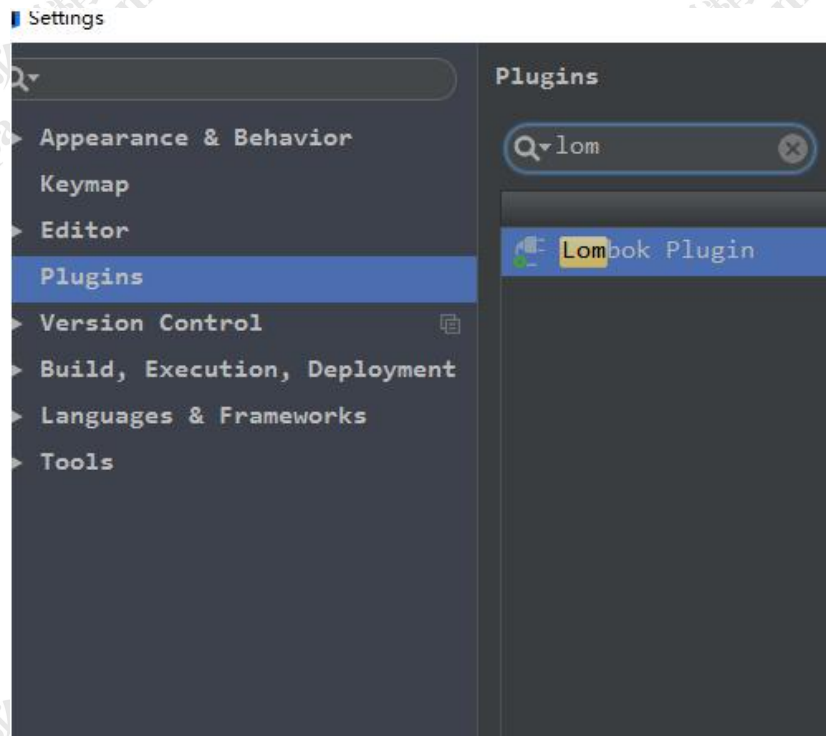 Settings
Plugins
lom
Appearance & Behavior
Keymap
Editor
Plugins
Version Control
Build, Execution, Deployment
Languages & Frameworks
Tools
Lombok Plugin